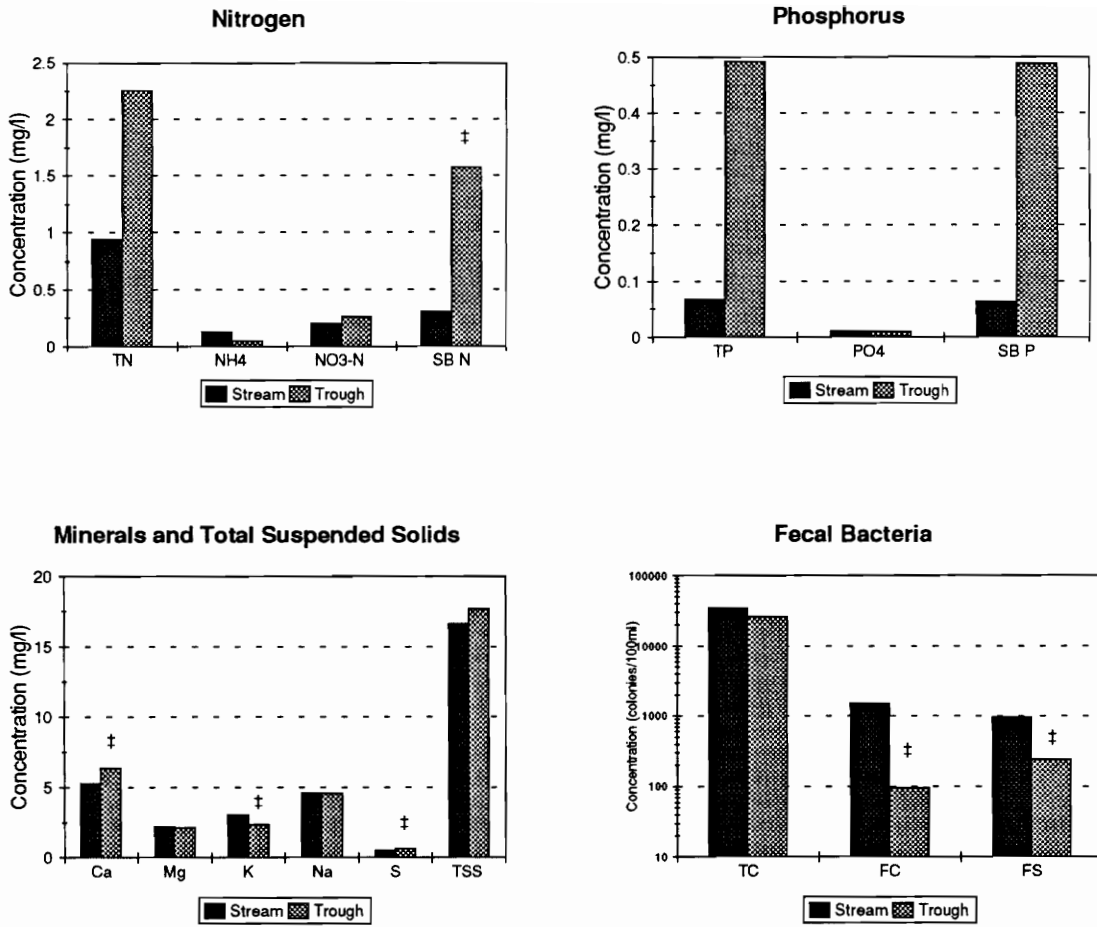 Nitrogen
Concentration (mg/l)
2.5
2
1.5
1
0.5
0
‡
TN NH4 NO3-N SB N
Stream Trough
Phosphorus
Concentration (mg/l)
0.5
0.4
0.3
0.2
0.1
0
TP PO4 SB P
Stream Trough
Minerals and Total Suspended Solids
Concentration (mg/l)
20
15
10
5
0
‡ ‡ ‡
Ca Mg K Na S TSS
Stream Trough
Fecal Bacteria
Concentration (colonies/100ml)
100000
10000
1000
100
10
‡ ‡
TC FC FS
Stream Trough